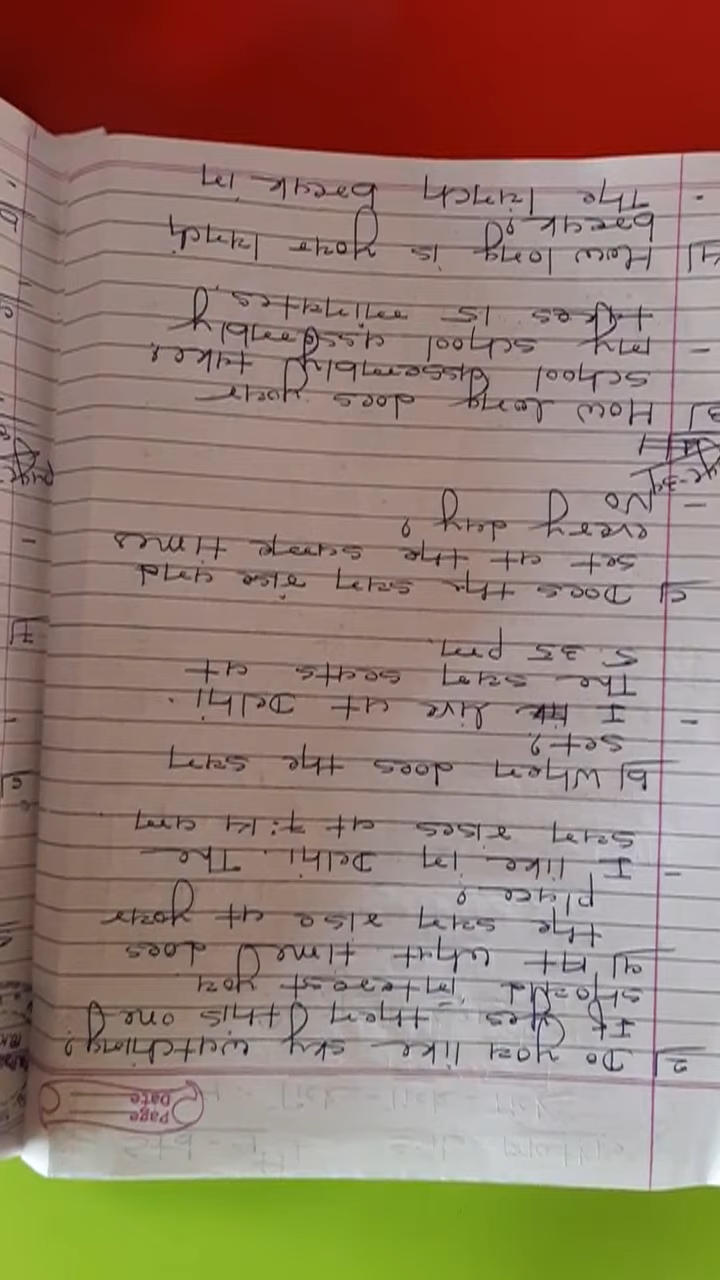 Page
Date
2] Do you like sky watching?
If yes then this one
should interest you
a] At what time does
the sun rise at your
place?
- I like in Delhi. The
sun rises at 7:14 am
b] When does the sun
set?
- I live at Delhi.
The sun seats at
5.35 pm.
c] Does the sun rise and
set at the same times
every day?
- No
3] How long does your
school assembly take?
- my school assembly
takes 15 minutes.
4] How long is your lunch
break?
- The lunch break in